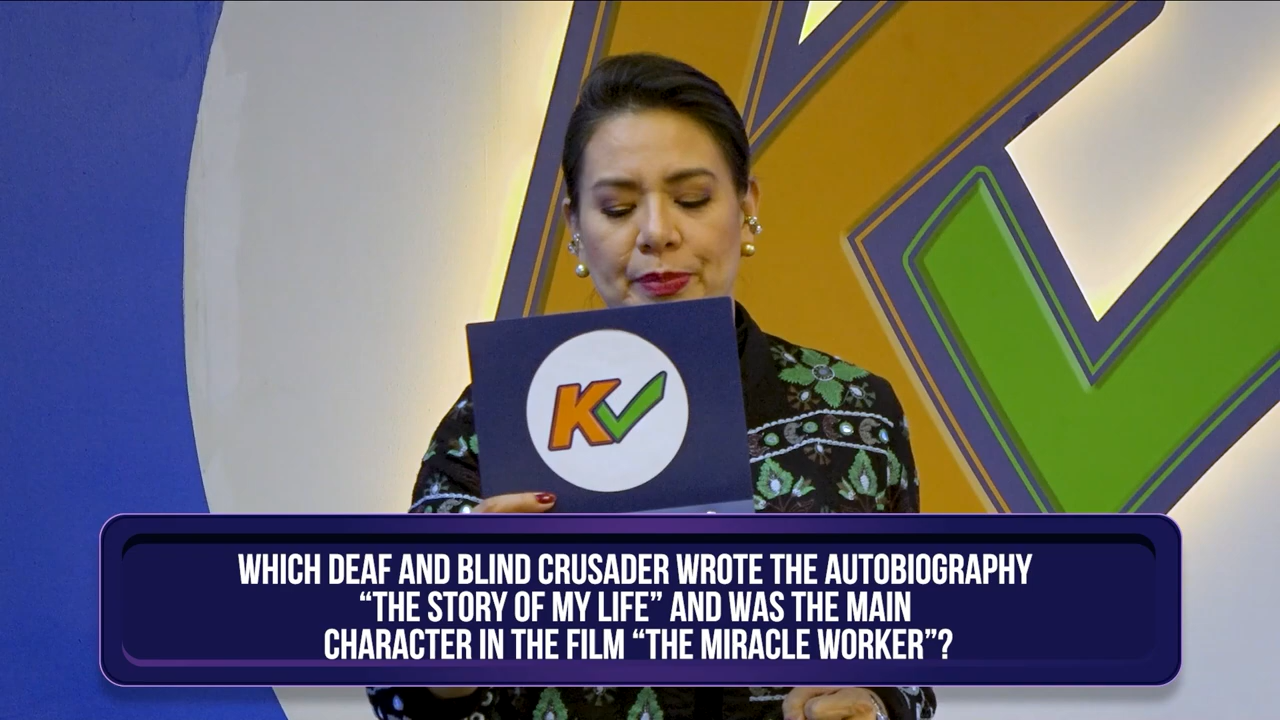 K
WHICH DEAF AND BLIND CRUSADER WROTE THE AUTOBIOGRAPHY
“THE STORY OF MY LIFE” AND WAS THE MAIN
CHARACTER IN THE FILM “THE MIRACLE WORKER”?